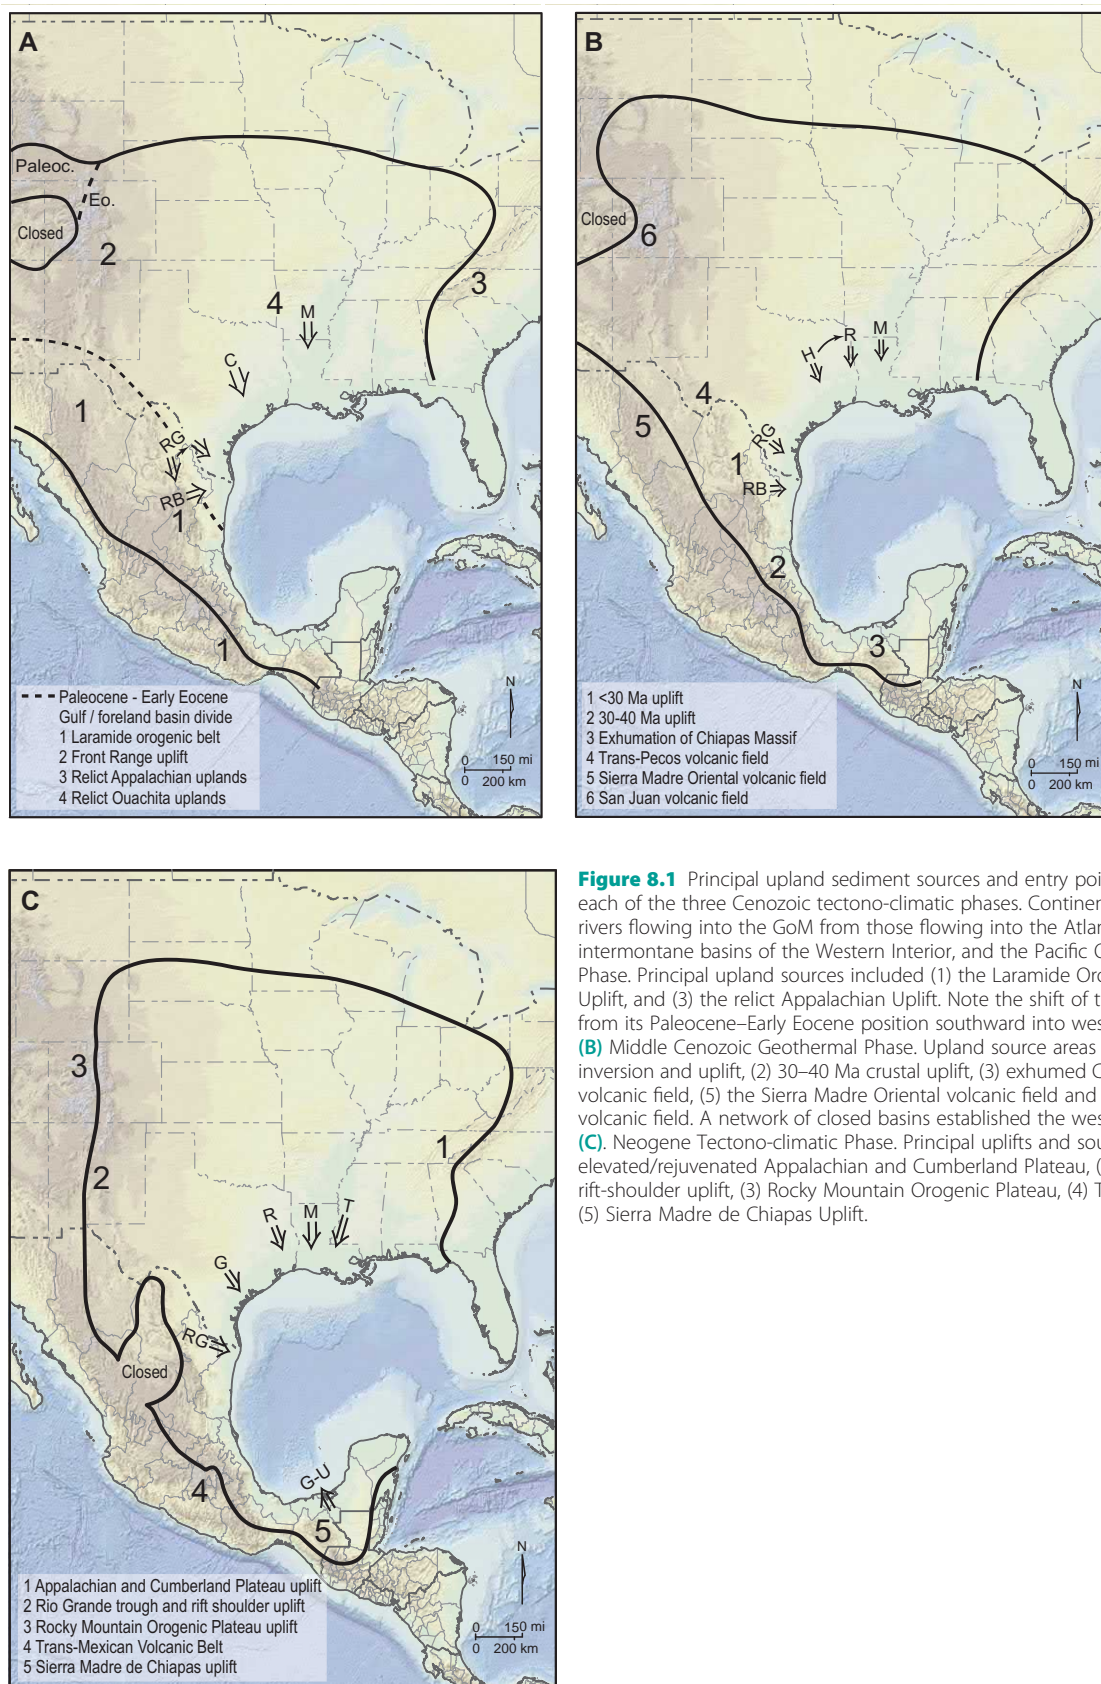 A
Paleoc.
Eo.
Closed
2
3
4
M
C
1
RG
RB
1
1
N
Paleocene - Early Eocene
Gulf / foreland basin divide
1 Laramide orogenic belt
2 Front Range uplift
3 Relict Appalachian uplands
4 Relict Ouachita uplands
0 150 mi
0 200 km
B
Closed
6
R
M
H
4
5
RG
1
RB
2
3
N
1 <30 Ma uplift
2 30-40 Ma uplift
3 Exhumation of Chiapas Massif
4 Trans-Pecos volcanic field
5 Sierra Madre Oriental volcanic field
6 San Juan volcanic field
0 150 mi
0 200 km
C
3
1
2
R
M
T
G
RG
Closed
G-U
4
5
N
1 Appalachian and Cumberland Plateau uplift
2 Rio Grande trough and rift shoulder uplift
3 Rocky Mountain Orogenic Plateau uplift
4 Trans-Mexican Volcanic Belt
5 Sierra Madre de Chiapas uplift
0 150 mi
0 200 km
Figure 8.1 Principal upland sediment sources and entry poi
each of the three Cenozoic tectono-climatic phases. Continen
rivers flowing into the GoM from those flowing into the Atlar
intermontane basins of the Western Interior, and the Pacific C
Phase. Principal upland sources included (1) the Laramide Oro
Uplift, and (3) the relict Appalachian Uplift. Note the shift of t
from its Paleocene–Early Eocene position southward into wes
(B) Middle Cenozoic Geothermal Phase. Upland source areas
inversion and uplift, (2) 30–40 Ma crustal uplift, (3) exhumed C
volcanic field, (5) the Sierra Madre Oriental volcanic field and
volcanic field. A network of closed basins established the wes
(C). Neogene Tectono-climatic Phase. Principal uplifts and sou
elevated/rejuvenated Appalachian and Cumberland Plateau, (
rift-shoulder uplift, (3) Rocky Mountain Orogenic Plateau, (4) T
(5) Sierra Madre de Chiapas Uplift.